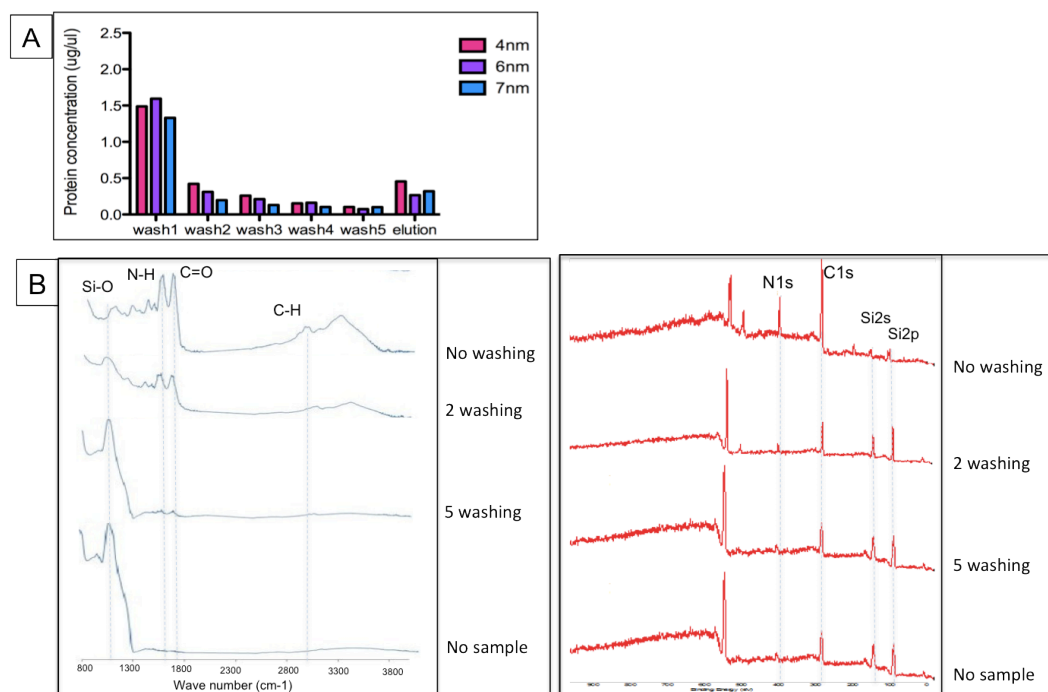 A
Protein concentration (ug/ul)
2.5
2.0
1.5
1.0
0.5
0.0
wash1 wash2 wash3 wash4 wash5 elution
4nm
6nm
7nm
B
Si-O
N-H
C=O
C-H
No washing
2 washing
5 washing
No sample
800 1300 1800 2300 2800 3300 3800
Wave number (cm-1)
N1s
C1s
Si2s
Si2p
No washing
2 washing
5 washing
No sample
Binding Energy (eV)